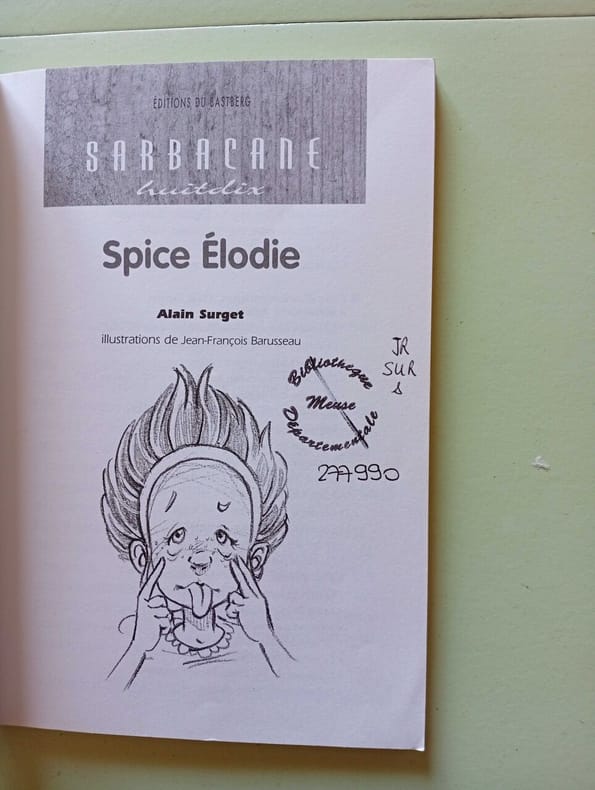 ÉDITIONS DU BASTBERG
SARBACANE
huitdix
Spice Élodie
Alain Surget
illustrations de Jean-François Barusseau
Bibliothèque
Meuse
Départementale
JR
SUR
S
277990